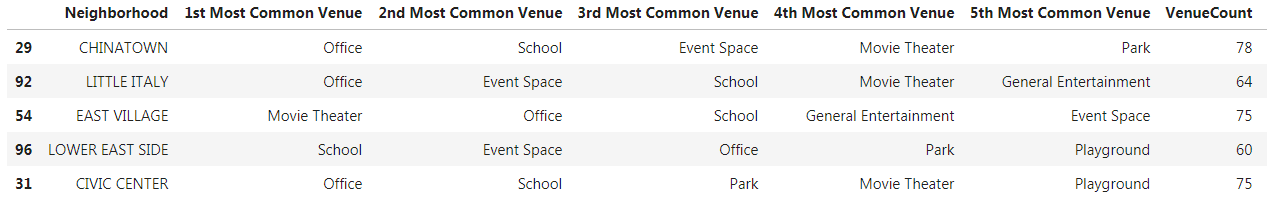 Neighborhood 1st Most Common Venue 2nd Most Common Venue 3rd Most Common Venue 4th Most Common Venue 5th Most Common Venue VenueCount
29 CHINATOWN Office School Event Space Movie Theater Park 78
92 LITTLE ITALY Office Event Space School Movie Theater General Entertainment 64
54 EAST VILLAGE Movie Theater Office School General Entertainment Event Space 75
96 LOWER EAST SIDE School Event Space Office Park Playground 60
31 CIVIC CENTER Office School Park Movie Theater Playground 75